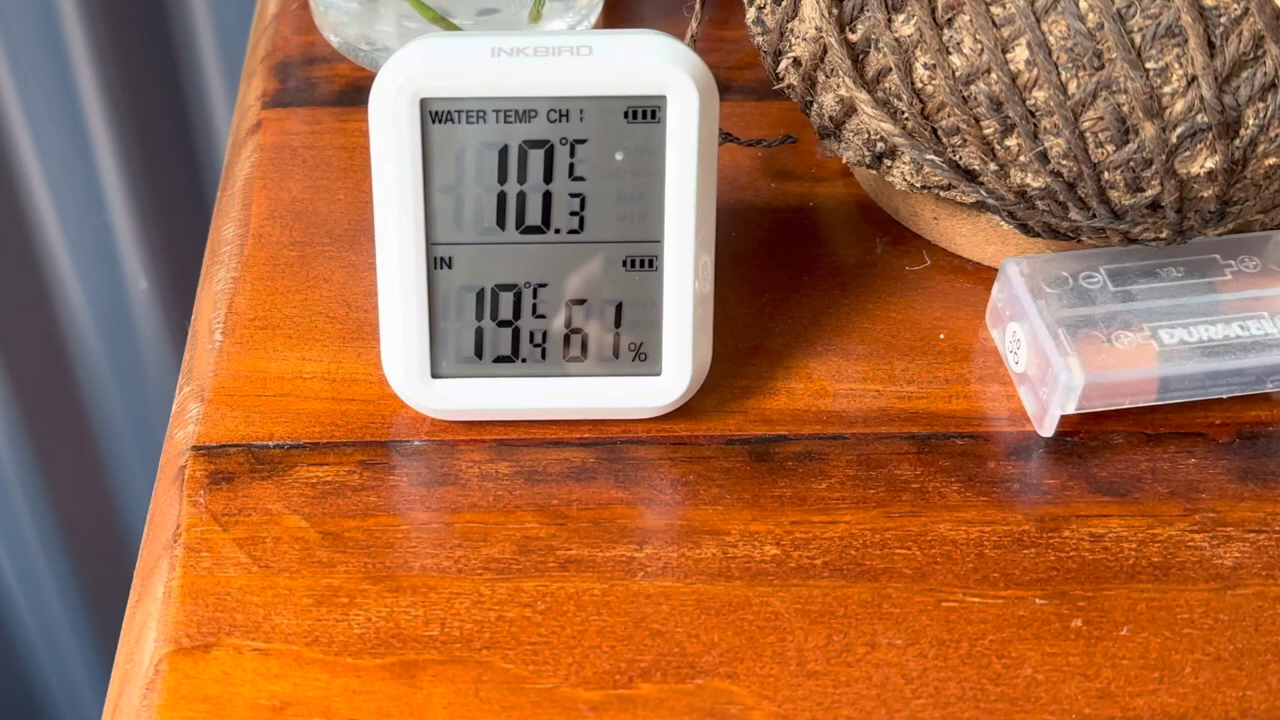 INKBIRD
WATER TEMP CH 1
10.3°C
IN
19.4°C 61%
DURACELL